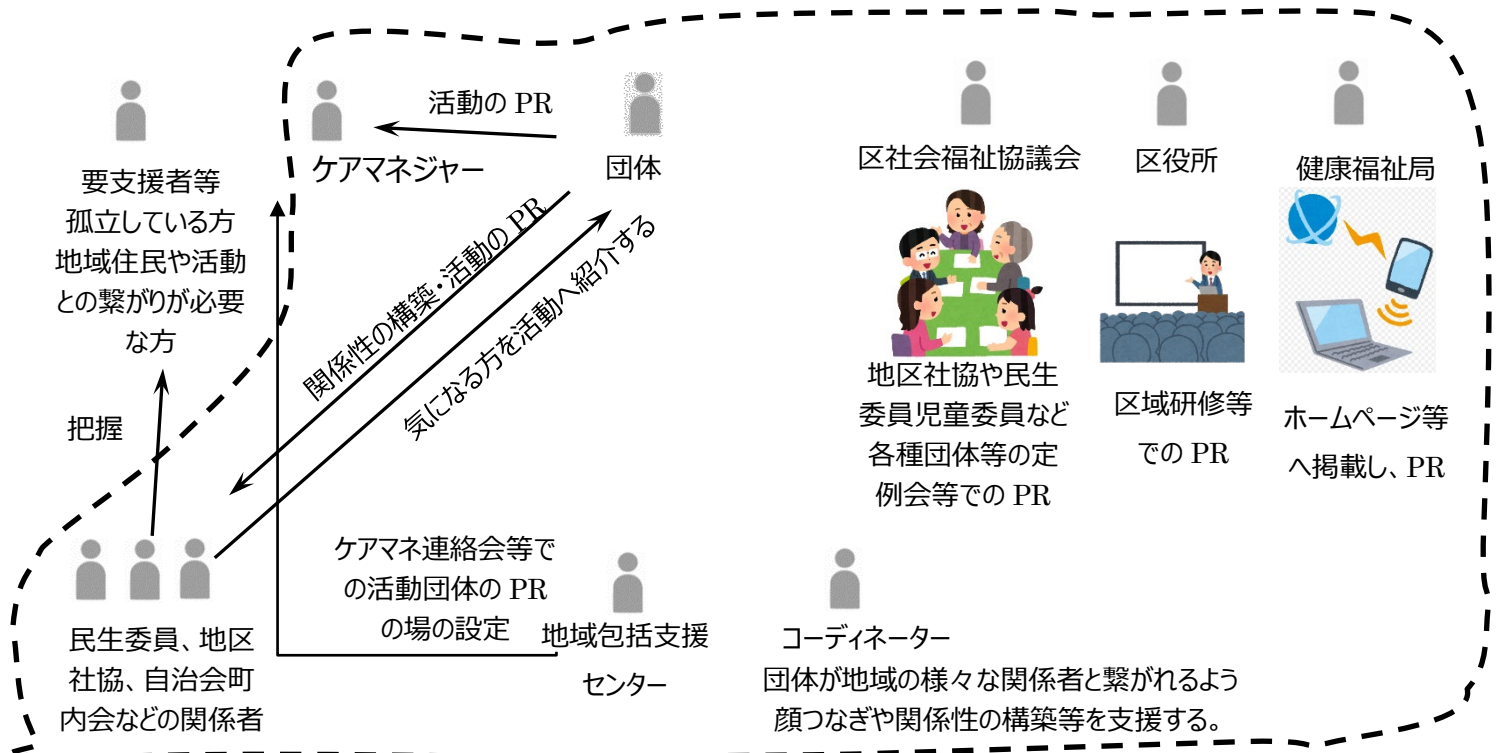 活動の PR
ケアマネジャー
団体
区社会福祉協議会
区役所
健康福祉局
要支援者等
孤立している方
地域住民や活動
との繋がりが必要
な方
関係性の構築・活動の PR
気になる方を活動へ紹介する
把握
地区社協や民生
委員児童委員など
各種団体等の定
例会等での PR
区域研修等
での PR
ホームページ等
へ掲載し、PR
ケアマネ連絡会等で
の活動団体の PR
の場の設定
民生委員、地区
社協、自治会町
内会などの関係者
地域包括支援
センター
コーディネーター
団体が地域の様々な関係者と繋がれるよう
顔つなぎや関係性の構築等を支援する。